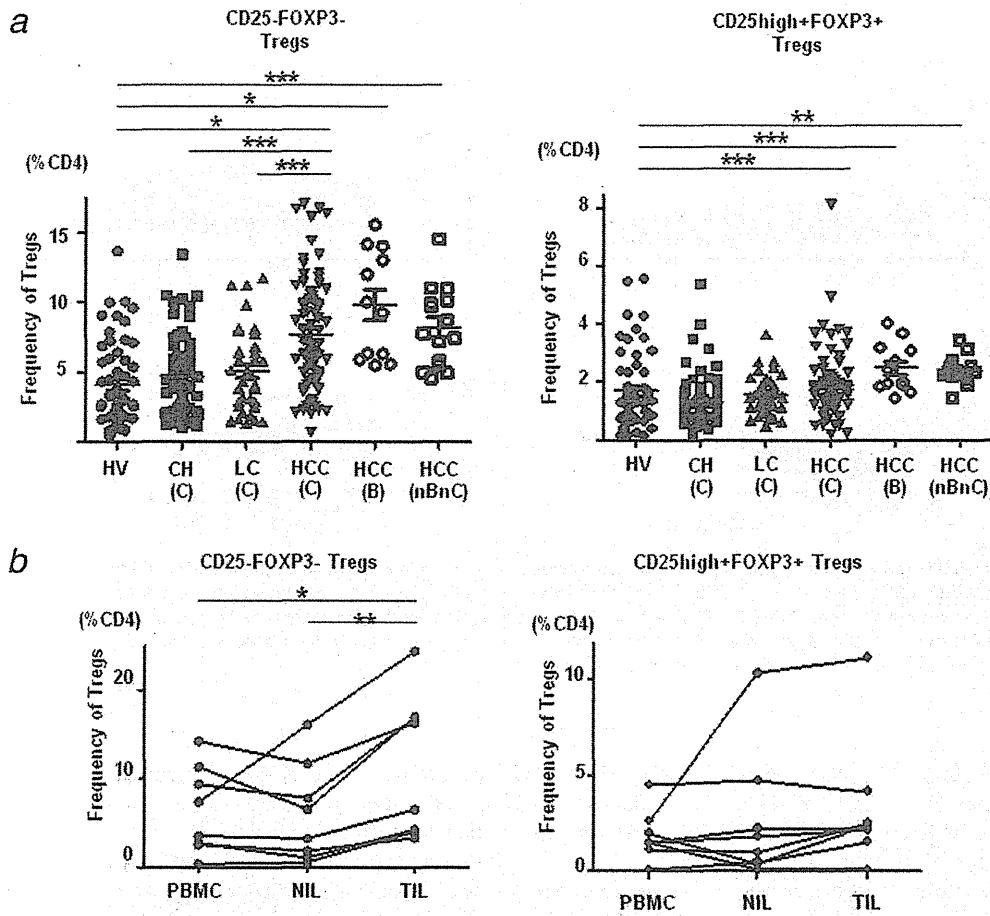 a
CD25-FOXP3-
Tregs
***
*
*
***
***
(%CD4)
Frequency of Tregs
15
10
5
HV
CH
(C)
LC
(C)
HCC
(C)
HCC
(B)
HCC
(nBnC)
CD25high+FOXP3+
Tregs
**
***
***
(%CD4)
Frequency of Tregs
8
6
4
2
HV
CH
(C)
LC
(C)
HCC
(C)
HCC
(B)
HCC
(nBnC)
b
CD25-FOXP3- Tregs
*
**
(%CD4)
Frequency of Tregs
20
10
0
PBMC
NIL
TIL
CD25high+FOXP3+ Tregs
(%CD4)
Frequency of Tregs
10
5
0
PBMC
NIL
TIL